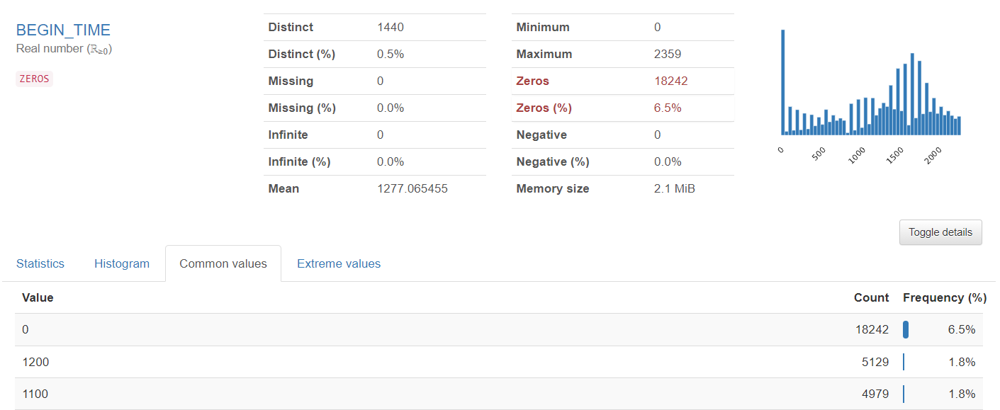 BEGIN_TIME
Real number (ℝ≥0)
ZEROS
Distinct 1440
Distinct (%) 0.5%
Missing 0
Missing (%) 0.0%
Infinite 0
Infinite (%) 0.0%
Mean 1277.065455
Minimum 0
Maximum 2359
Zeros 18242
Zeros (%) 6.5%
Negative 0
Negative (%) 0.0%
Memory size 2.1 MiB
0 500 1000 1500 2000
Toggle details
Statistics Histogram Common values Extreme values
Value Count Frequency (%)
0 18242 6.5%
1200 5129 1.8%
1100 4979 1.8%